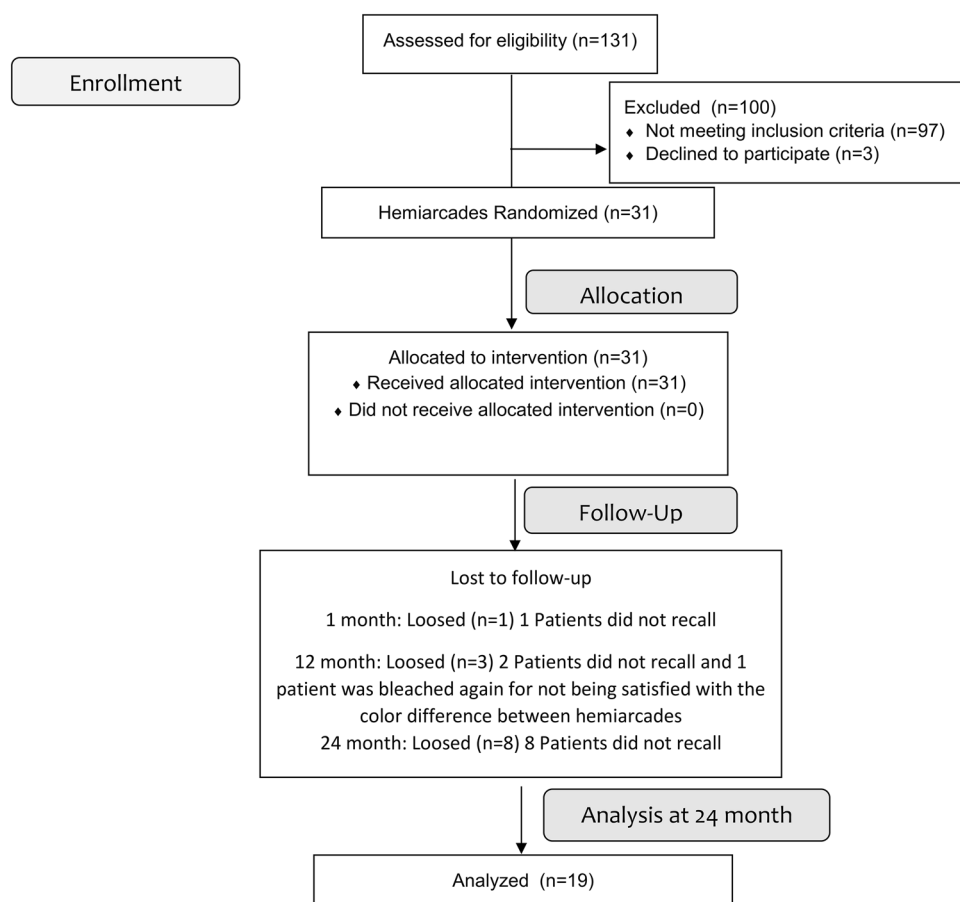 Assessed for eligibility (n=131)
Enrollment
Excluded (n=100)
♦ Not meeting inclusion criteria (n=97)
♦ Declined to participate (n=3)
Hemiarcades Randomized (n=31)
Allocation
Allocated to intervention (n=31)
♦ Received allocated intervention (n=31)
♦ Did not receive allocated intervention (n=0)
Follow-Up
Lost to follow-up
1 month: Loosed (n=1) 1 Patients did not recall
12 month: Loosed (n=3) 2 Patients did not recall and 1
patient was bleached again for not being satisfied with the
color difference between hemiarcades
24 month: Loosed (n=8) 8 Patients did not recall
Analysis at 24 month
Analyzed (n=19)